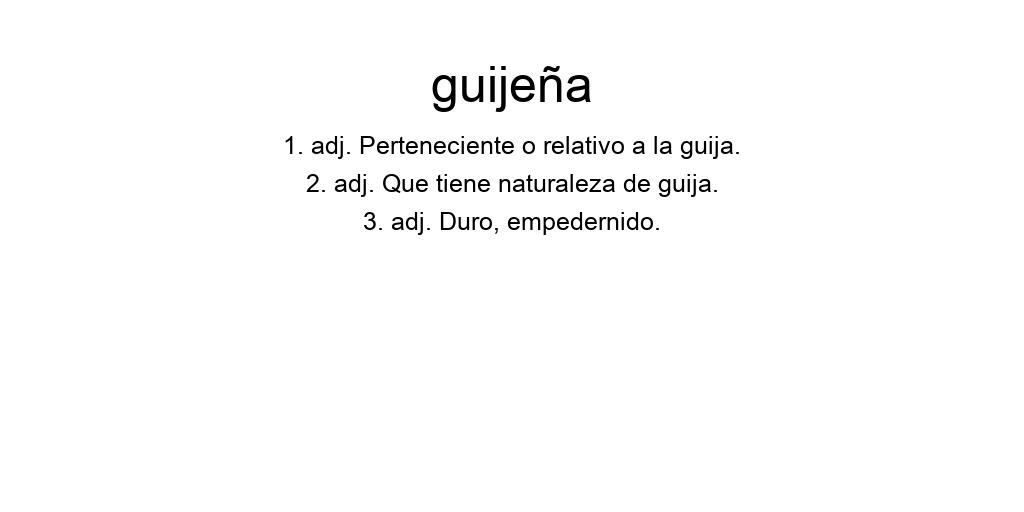 guijeña
1. adj. Perteneciente o relativo a la guija.
2. adj. Que tiene naturaleza de guija.
3. adj. Duro, empedernido.